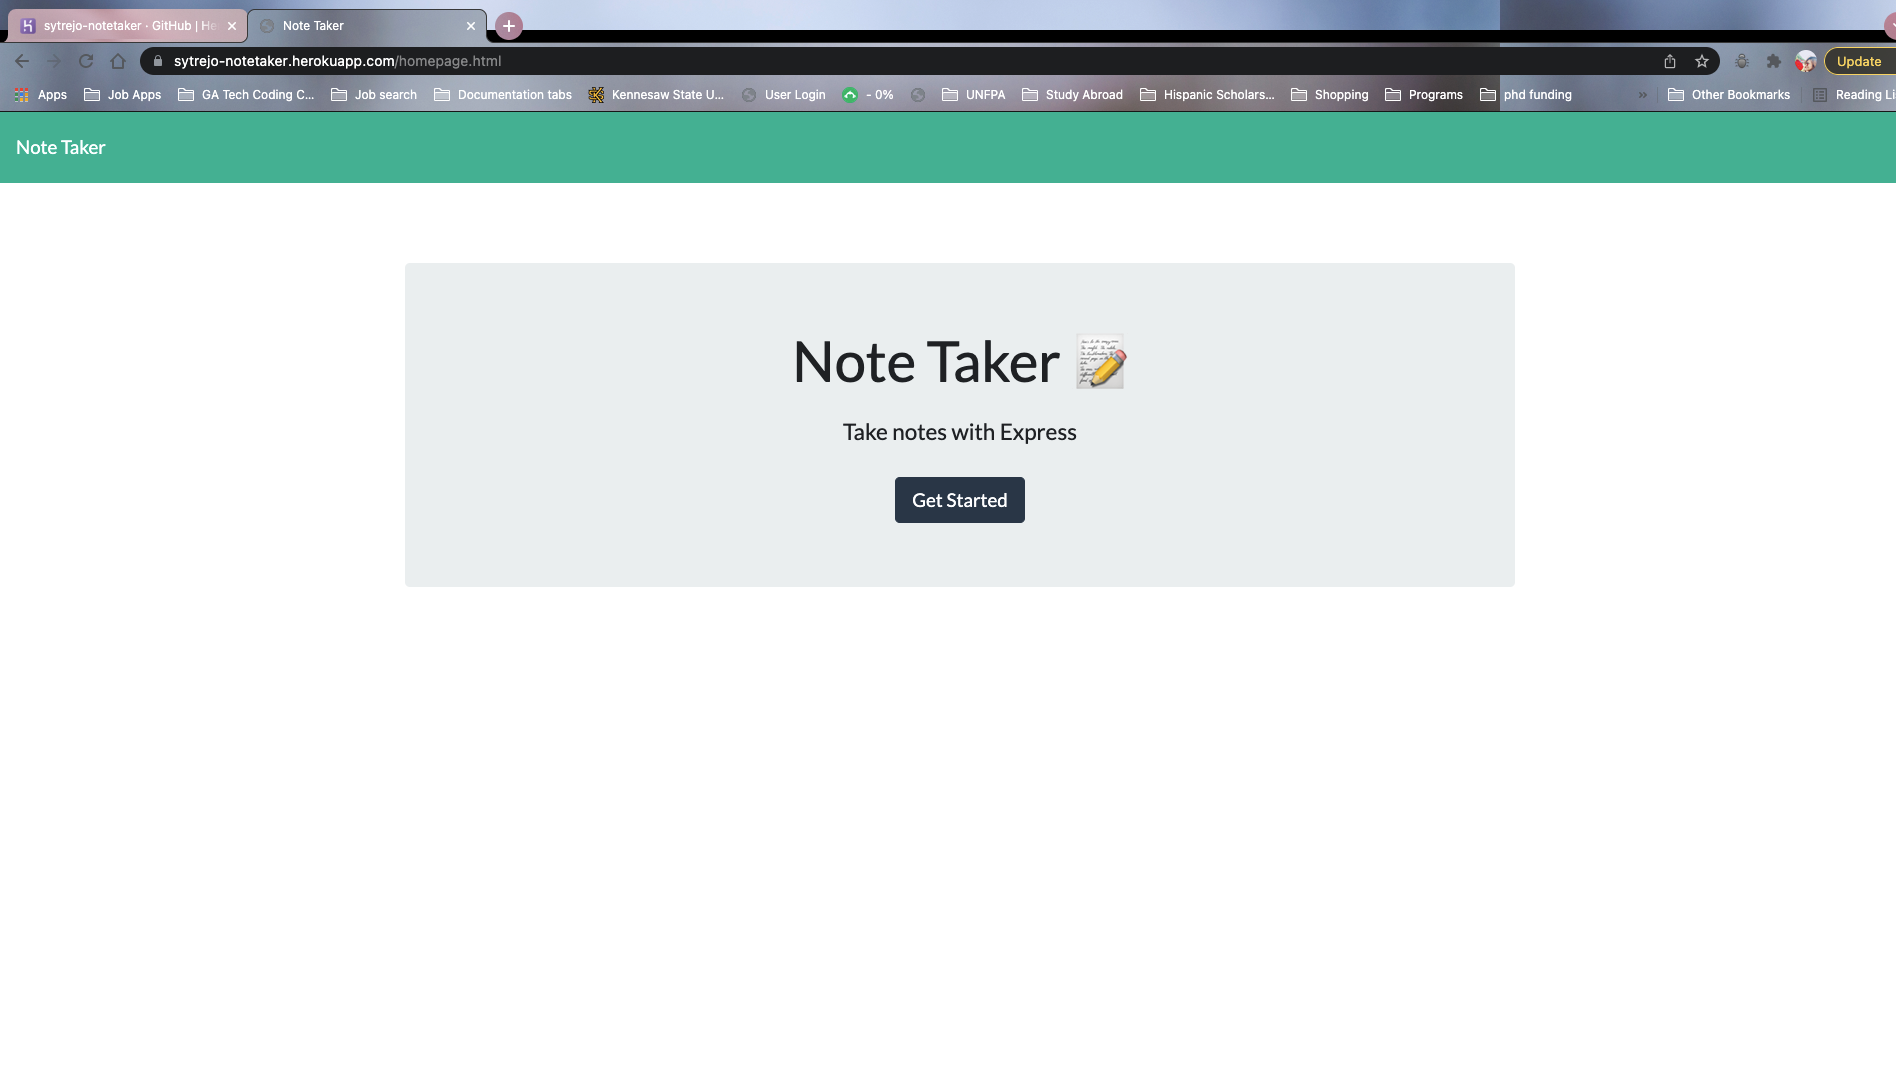 sytrejo-notetaker · GitHub | He
Note Taker
sytrejo-notetaker.herokuapp.com/homepage.html
Update
Apps
Job Apps
GA Tech Coding C...
Job search
Documentation tabs
Kennesaw State U...
User Login
- 0%
UNFPA
Study Abroad
Hispanic Scholars...
Shopping
Programs
phd funding
»
Other Bookmarks
Reading Li
Note Taker
Note Taker
Take notes with Express
Get Started